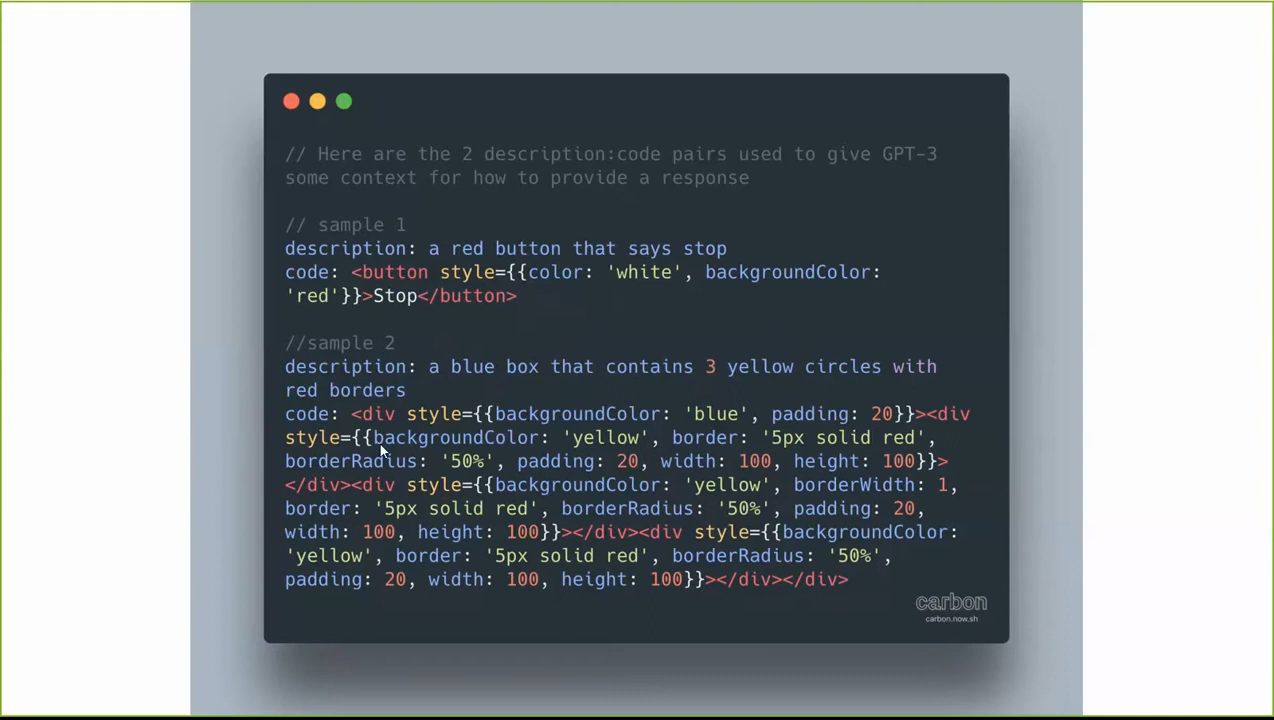 // Here are the 2 description:code pairs used to give GPT-3
some context for how to provide a response
// sample 1
description: a red button that says stop
code: <button style={{color: 'white', backgroundColor:
'red'}}>Stop</button>
//sample 2
description: a blue box that contains 3 yellow circles with
red borders
code: <div style={{backgroundColor: 'blue', padding: 20}}><div
style={{backgroundColor: 'yellow', border: '5px solid red',
borderRadius: '50%', padding: 20, width: 100, height: 100}}>
</div><div style={{backgroundColor: 'yellow', borderWidth: 1,
border: '5px solid red', borderRadius: '50%', padding: 20,
width: 100, height: 100}}></div><div style={{backgroundColor:
'yellow', border: '5px solid red', borderRadius: '50%',
padding: 20, width: 100, height: 100}}></div></div>
carbon
carbon.now.sh